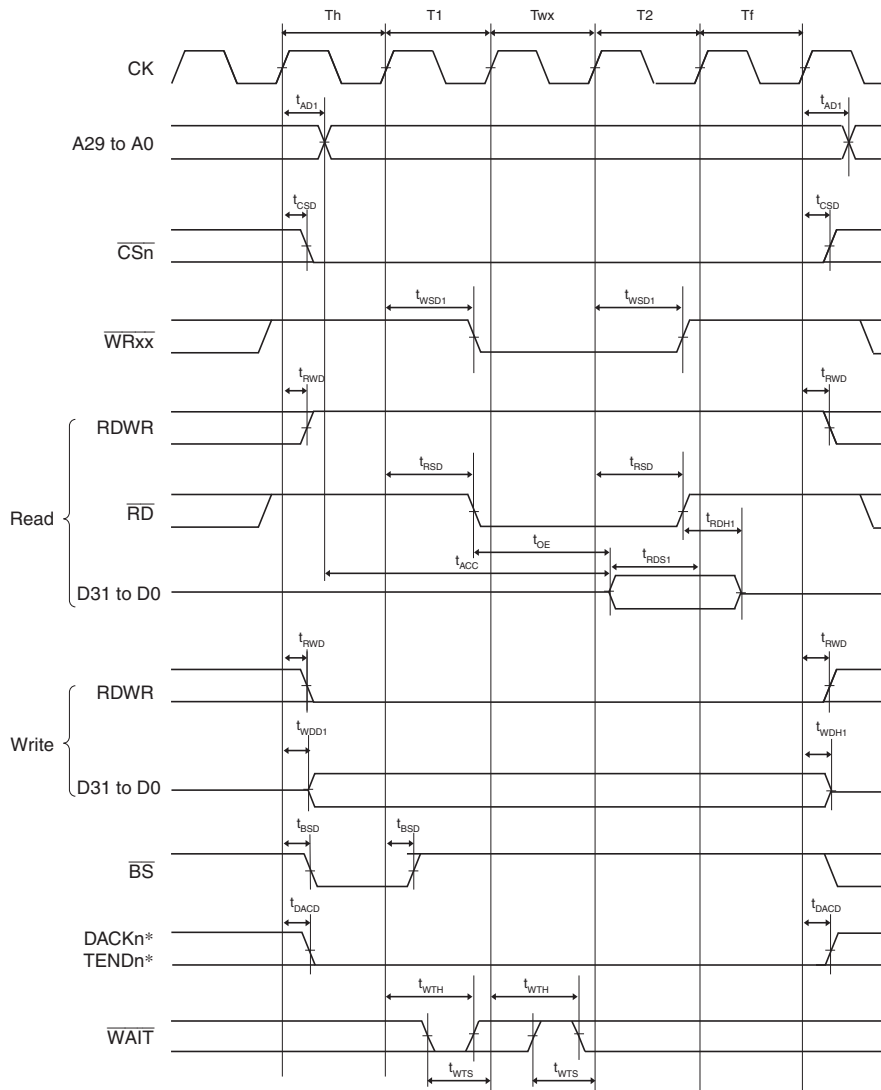 Th T1 Twx T2 Tf
CK
tAD1 tAD1
A29 to A0
tCSD tCSD
CSn
tWSD1 tWSD1
WRxx
tRWD tRWD
RDWR
tRSD tRSD
Read
RD
tRDH1
tOE
tACC tRDS1
D31 to D0
tRWD tRWD
RDWR
Write
tWDD1 tWDH1
D31 to D0
tBSD tBSD
BS
tDACD tDACD
DACKn*
TENDn*
tWTH tWTH
WAIT
tWTS tWTS